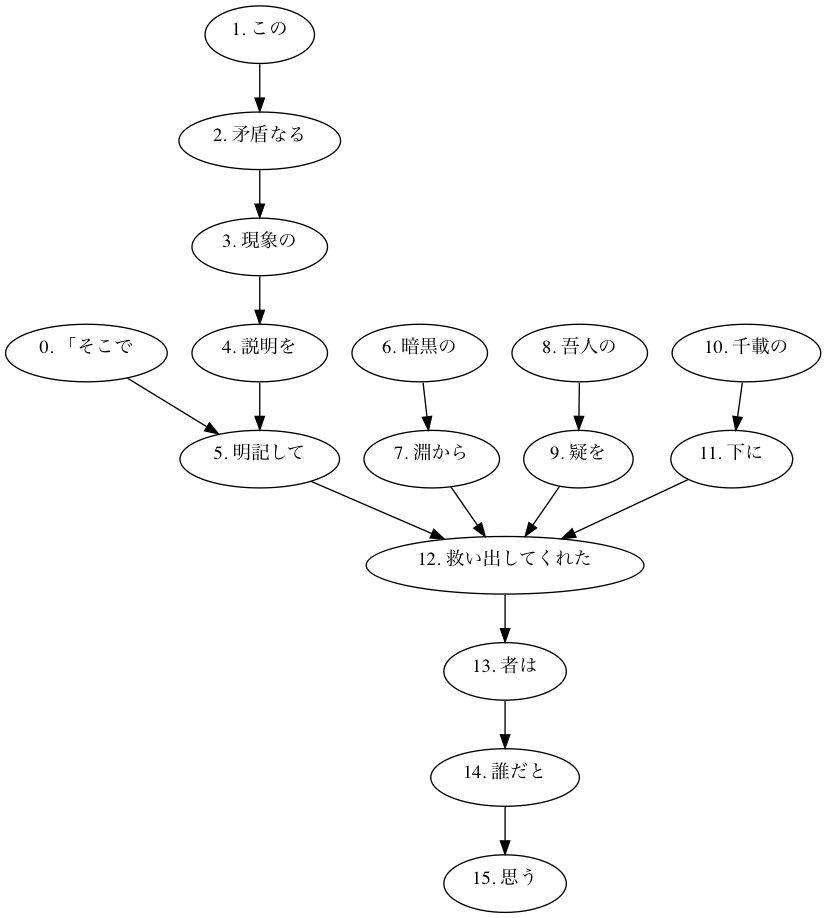 1. この
2. 矛盾なる
3. 現象の
0. 「そこで
4. 説明を
6. 暗黒の
8. 吾人の
10. 千載の
5. 明記して
7. 淵から
9. 疑を
11. 下に
12. 救い出してくれた
13. 者は
14. 誰だと
15. 思う